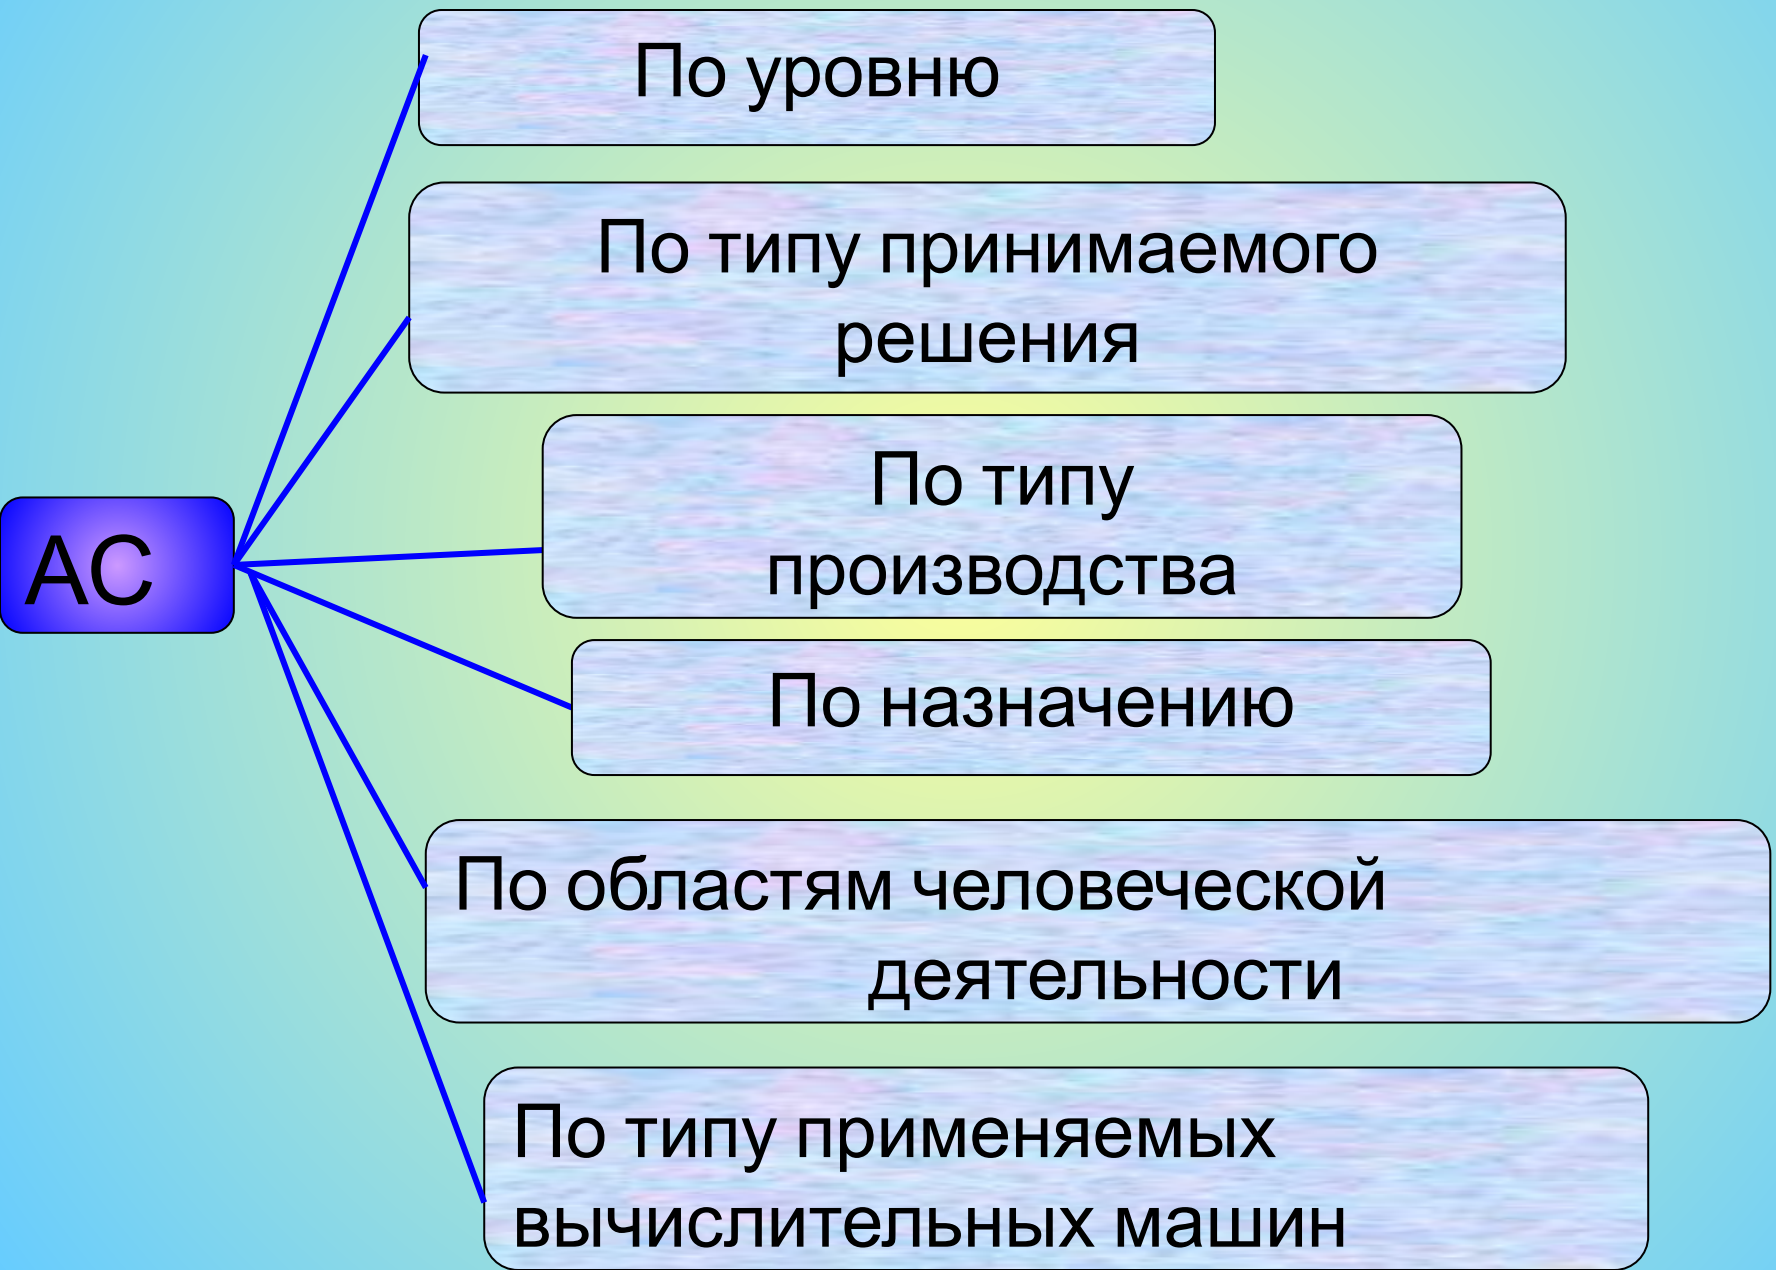 По уровню
По типу принимаемого
решения
По типу
производства
АС
По назначению
По областям человеческой
деятельности
По типу применяемых
вычислительных машин